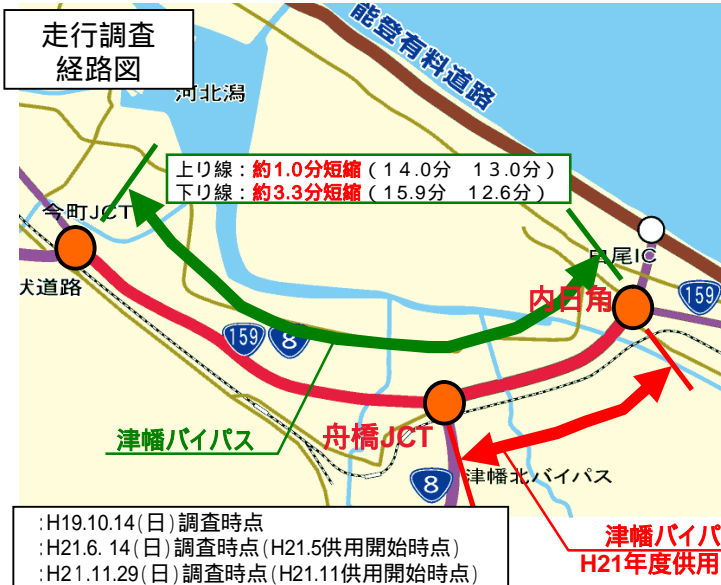 走行調査
経路図
能登有料道路
河北潟
上り線：約1.0分短縮（14.0分　13.0分）
下り線：約3.3分短縮（15.9分　12.6分）
今町JCT
白尾IC
道路
内日角
159
159
8
津幡バイパス
舟橋JCT
8
津幡北バイパス
:H19.10.14(日)調査時点
:H21.6.14(日)調査時点(H21.5供用開始時点)
:H21.11.29(日)調査時点(H21.11供用開始時点)
津幡バイパ
H21年度供用